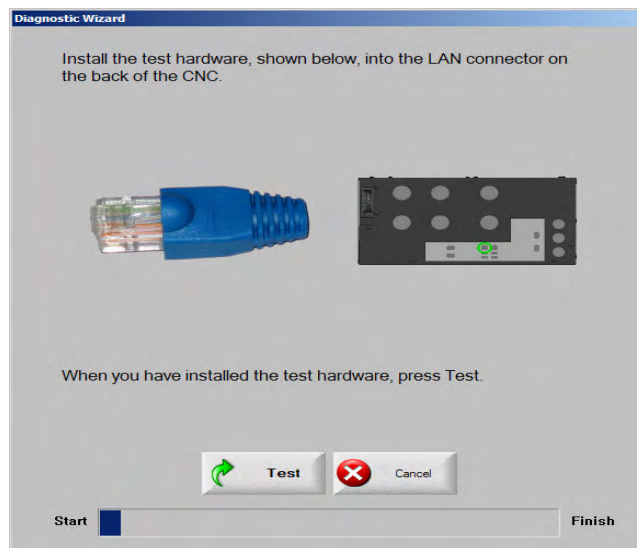 Diagnostic Wizard
Install the test hardware, shown below, into the LAN connector on
the back of the CNC.
When you have installed the test hardware, press Test.
Test
Cancel
Start
Finish